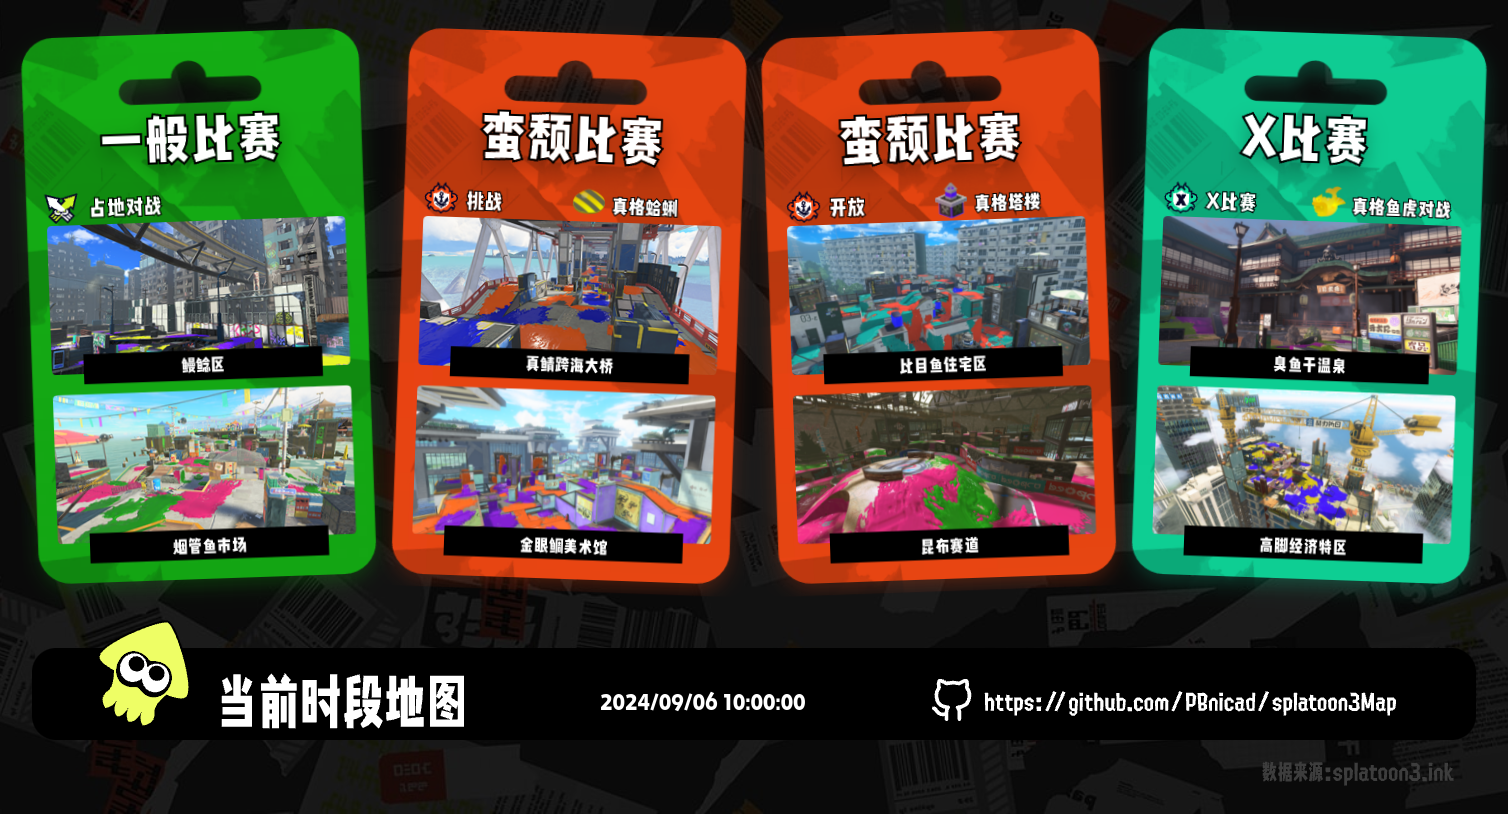 一般比赛
占地对战
鳗鲶区
烟管鱼市场
蛮颓比赛
挑战
真格蛤蜊
真鲭跨海大桥
金眼鲷美术馆
蛮颓比赛
开放
真格塔楼
比目鱼住宅区
昆布赛道
X比赛
X比赛
真格鱼虎对战
臭鱼干温泉
高脚经济特区
当前时段地图
2024/09/06 10:00:00
https://github.com/PBnicad/splatoon3Map
数据来源:splatoon3.ink